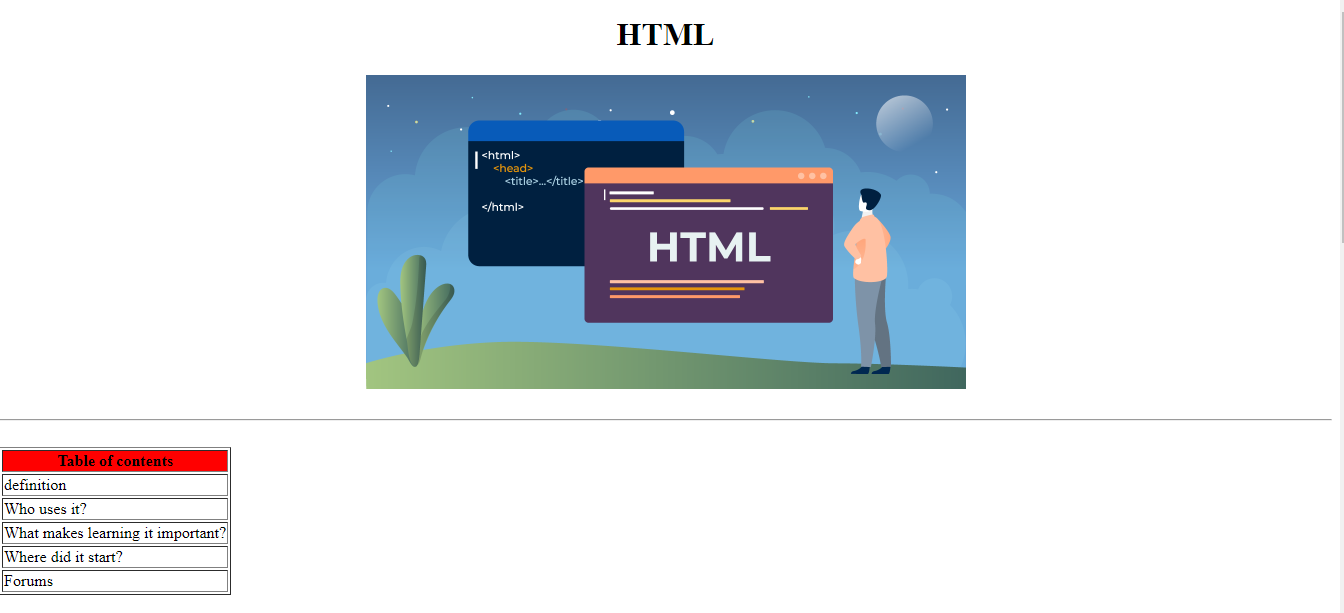 HTML
<html>
<head>
<title>...</title>
</html>
HTML
Table of contents
definition
Who uses it?
What makes learning it important?
Where did it start?
Forums